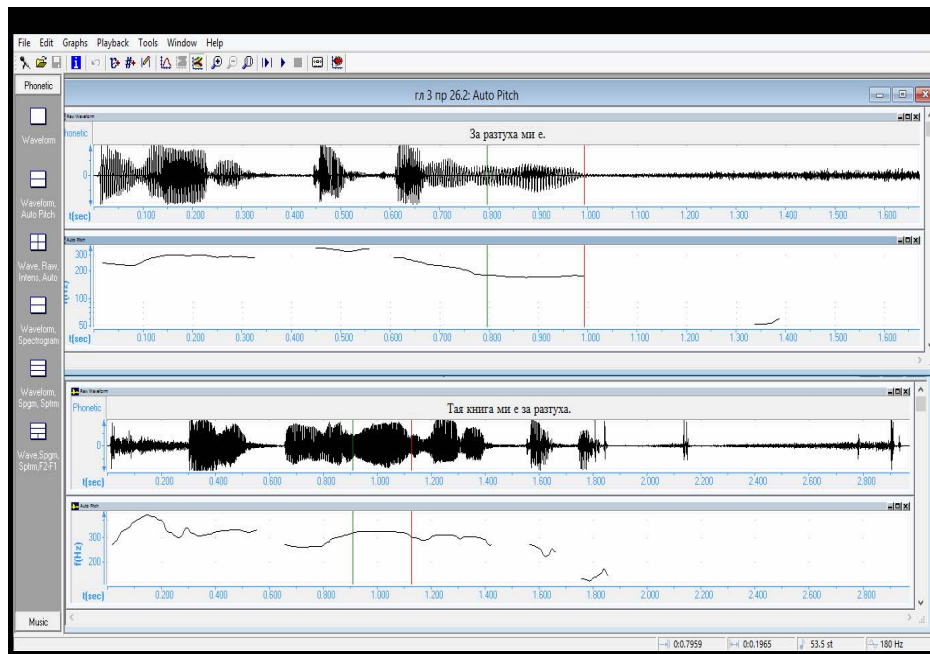 File Edit Graphs Playback Tools Window Help
Phonetic
гл 3 пр 26.2: Auto Pitch
Raw Waveform
Phonetic
За разтуха ми е.
0
t(sec) 0.100 0.200 0.300 0.400 0.500 0.600 0.700 0.800 0.900 1.000 1.100 1.200 1.300 1.400 1.500 1.600
Auto Pitch
300
200
100
50
f(Hz)
t(sec) 0.100 0.200 0.300 0.400 0.500 0.600 0.700 0.800 0.900 1.000 1.100 1.200 1.300 1.400 1.500 1.600
Waveform
Waveform,
Auto Pitch
Wave, Raw,
Intens, Auto
Waveform,
Spectrogram
Waveform,
Spgm, Sptrm
Wave,Spgm,
Sptrm,F2-F1
Music
Raw Waveform
Phonetic
Тая книга ми е за разтуха.
0
t(sec) 0.200 0.300 0.400 0.600 0.800 1.000 1.200 1.400 1.600 1.800 2.000 2.200 2.400 2.600 2.800
Auto Pitch
300
200
f(Hz)
t(sec) 0.200 0.400 0.600 0.800 1.000 1.200 1.400 1.600 1.800 2.000 2.200 2.400 2.600 2.800
0:0.7959 0:0.1965 53.5 st 180 Hz